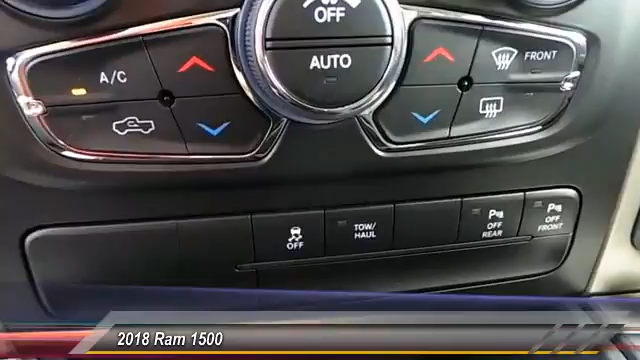 OFF
AUTO
A/C
FRONT
OFF
TOW/
HAUL
P
OFF
REAR
P
OFF
FRONT
2018 Ram 1500